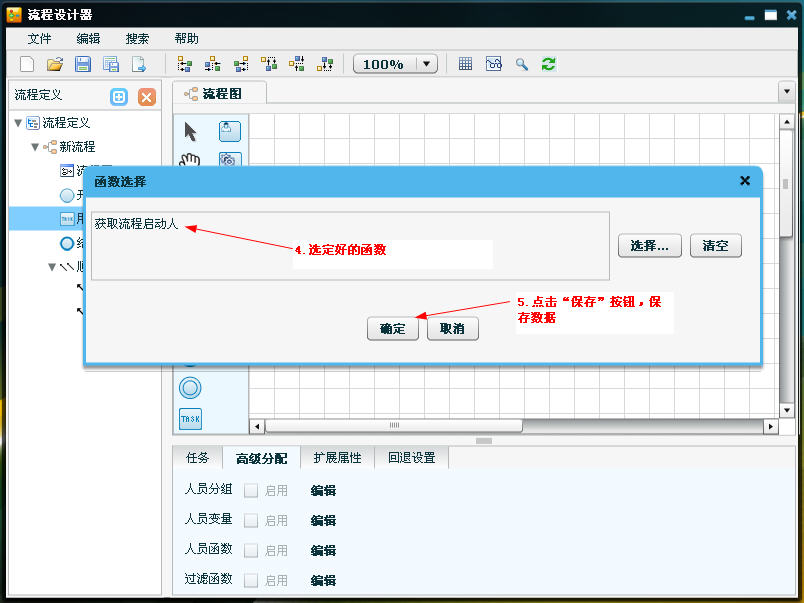 流程设计器
文件 编辑 搜索 帮助
100%
流程定义
流程图
流程定义
新流程
函数选择
获取流程启动人
4.选定好的函数
选择... 清空
5.点击“保存”按钮，保
存数据
确定 取消
TASK
TASK
任务 高级分配 扩展属性 回退设置
人员分组 启用 编辑
人员变量 启用 编辑
人员函数 启用 编辑
过滤函数 启用 编辑